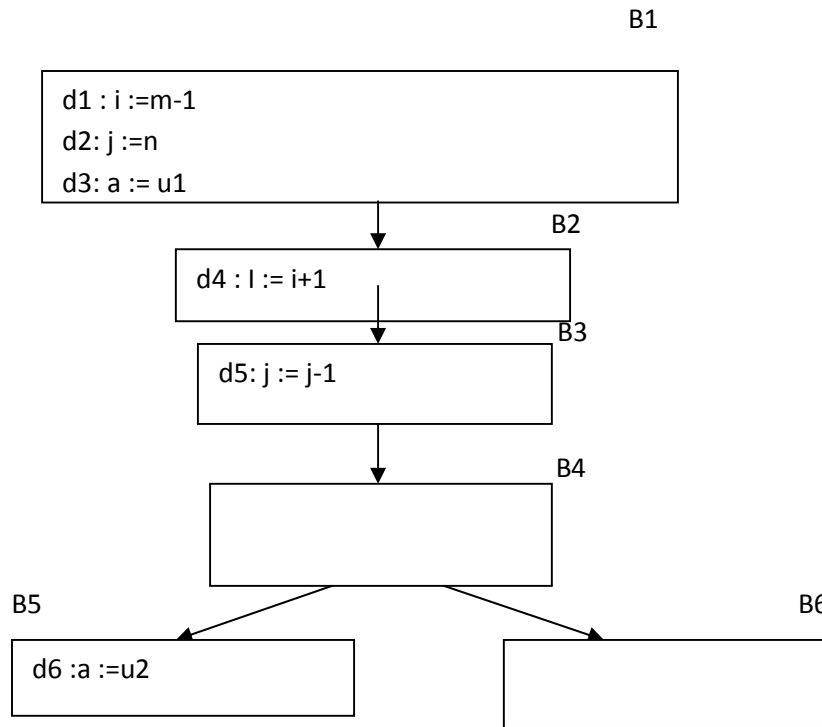 B1
d1 : i :=m-1
d2: j :=n
d3: a := u1
B2
d4 : I := i+1
B3
d5: j := j-1
B4
B5
B6
d6 :a :=u2